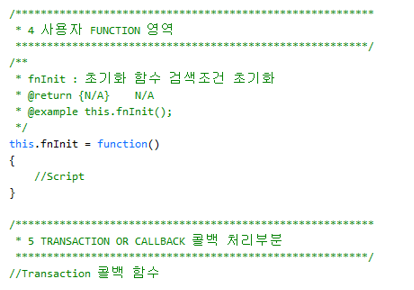 /*********************************************************
 * 4 사용자 FUNCTION 영역
 ********************************************************/
/**
 * fnInit : 초기화 함수 검색조건 초기화
 * @return {N/A}    N/A
 * @example this.fnInit();
 */
this.fnInit = function()
{
    //Script
}
/*********************************************************
 * 5 TRANSACTION OR CALLBACK 콜백 처리부분
 ********************************************************/
//Transaction 콜백 함수